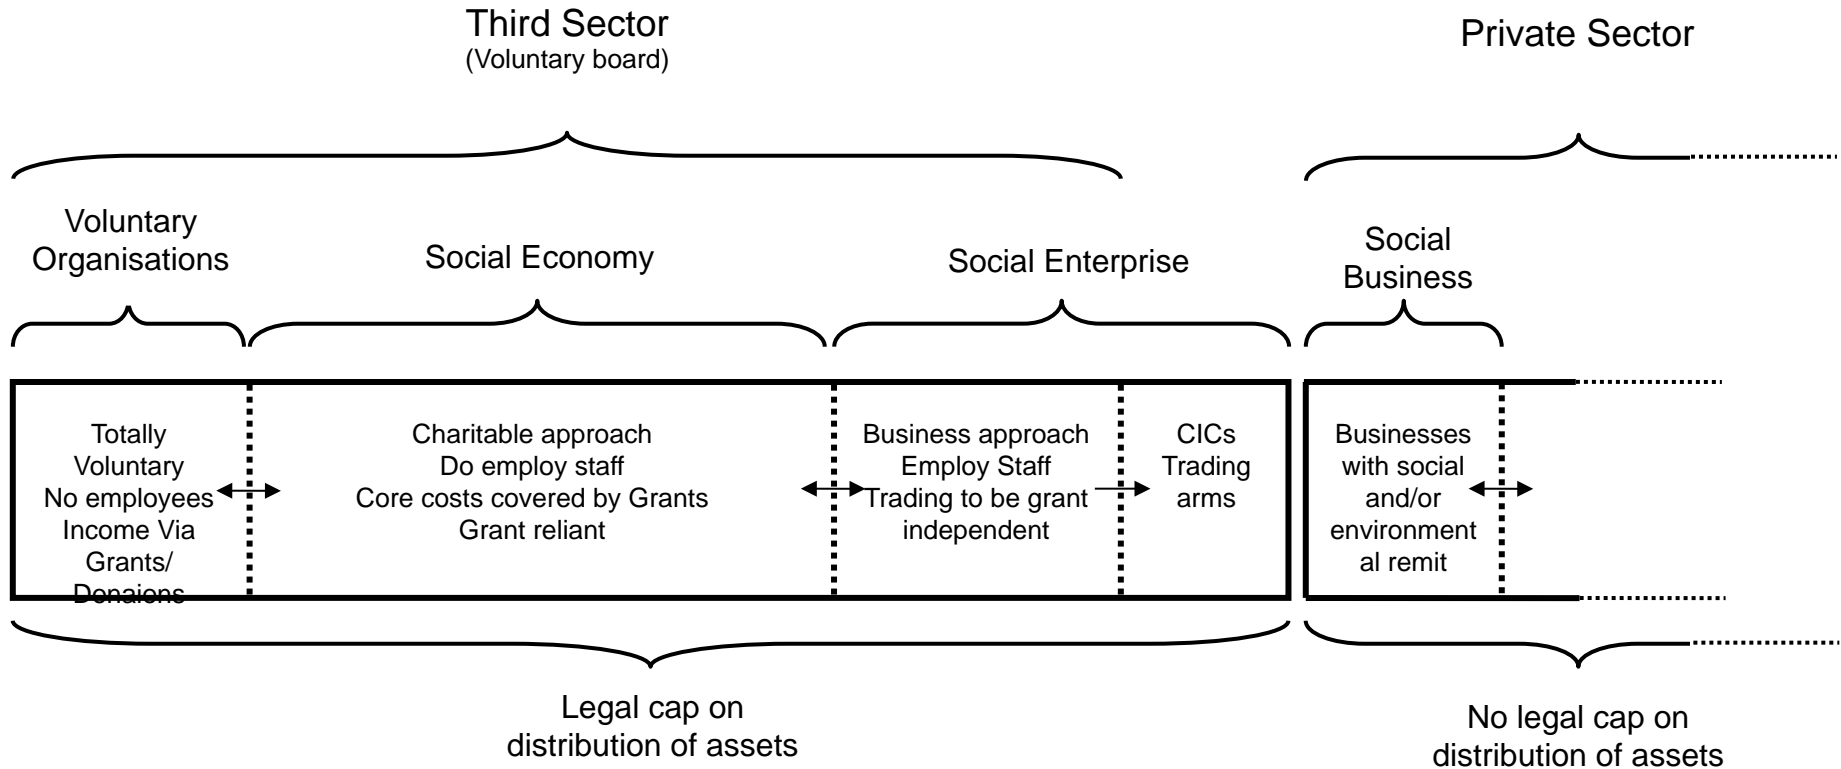 Third Sector
(Voluntary board)
Private Sector
Voluntary
Organisations
Social Economy
Social Enterprise
Social
Business
Totally
Voluntary
No employees
Income Via
Grants/
Donaions
Charitable approach
Do employ staff
Core costs covered by Grants
Grant reliant
Business approach
Employ Staff
Trading to be grant
independent
CICs
Trading
arms
Businesses
with social
and/or
environment
al remit
Legal cap on
distribution of assets
No legal cap on
distribution of assets